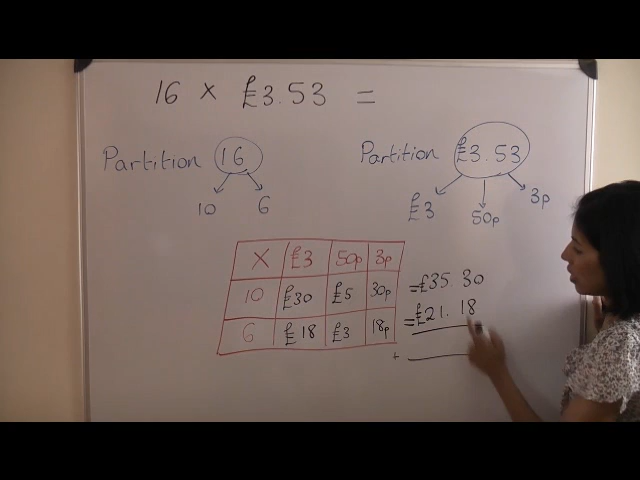 16 × £3.53 =
Partition 16
10 6
Partition £3.53
£3 50p 3p
× £3 50p 3p
10 £30 £5 30p =£35.30
6 £18 £3 18p =£21.18
+